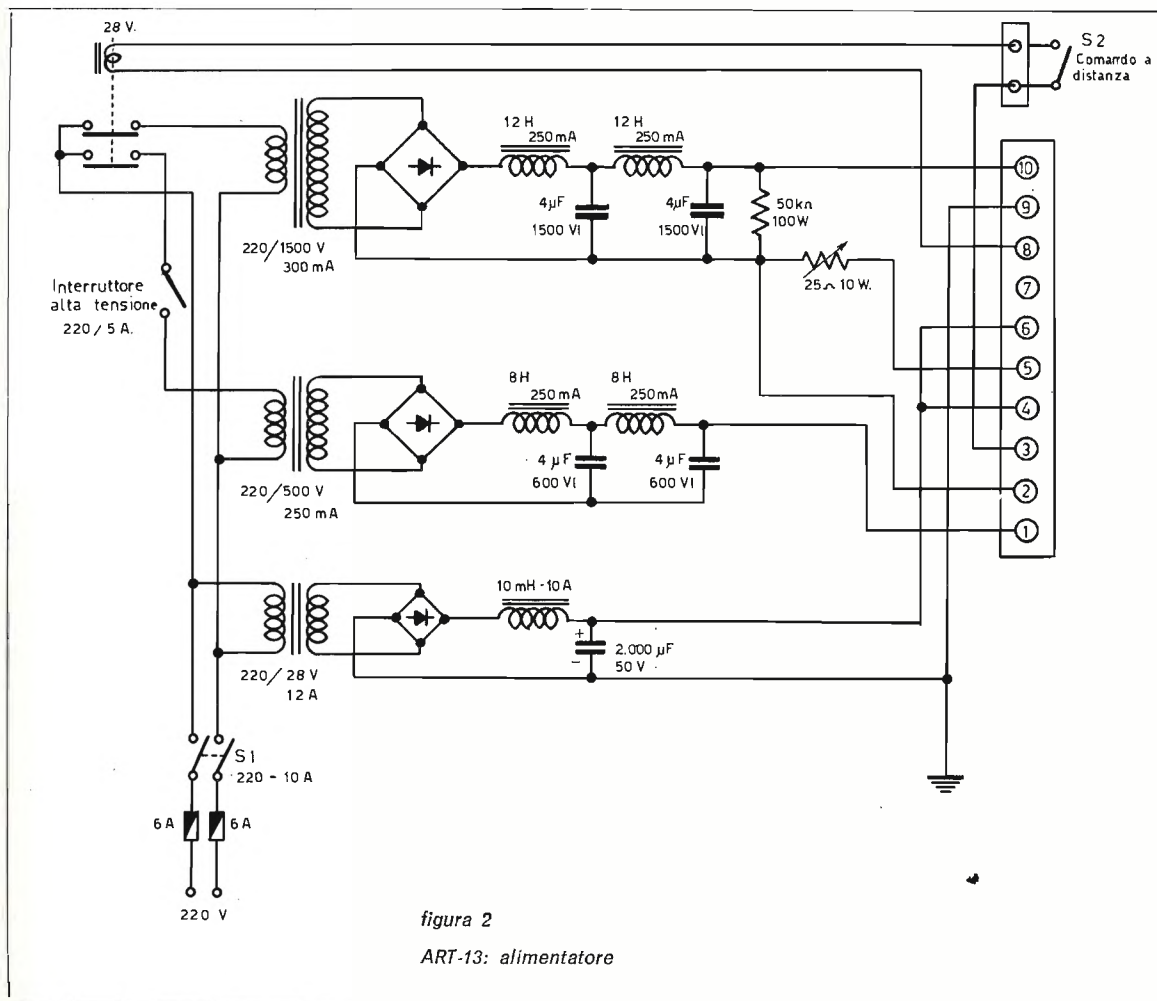 28 V.
S2
Comando a
distanza
12 H
250 mA
12 H
250 mA
4µF
1500 Vl
4µF
1500 Vl
50kΩ
100W
25Ω 10 W.
220/1500 V
300 mA
Interruttore
alta tensione
220 / 5 A.
10
9
8
7
6
5
4
3
2
1
8 H
250 mA
8 H
250 mA
4 µF
600 Vl
4 µF
600 Vl
220/500 V
250 mA
10 mH - 10 A
+
−
2.000 µF
50 V
220/28 V
12 A
S1
220 - 10 A
6 A
6 A
220 V
figura 2
ART-13: alimentatore